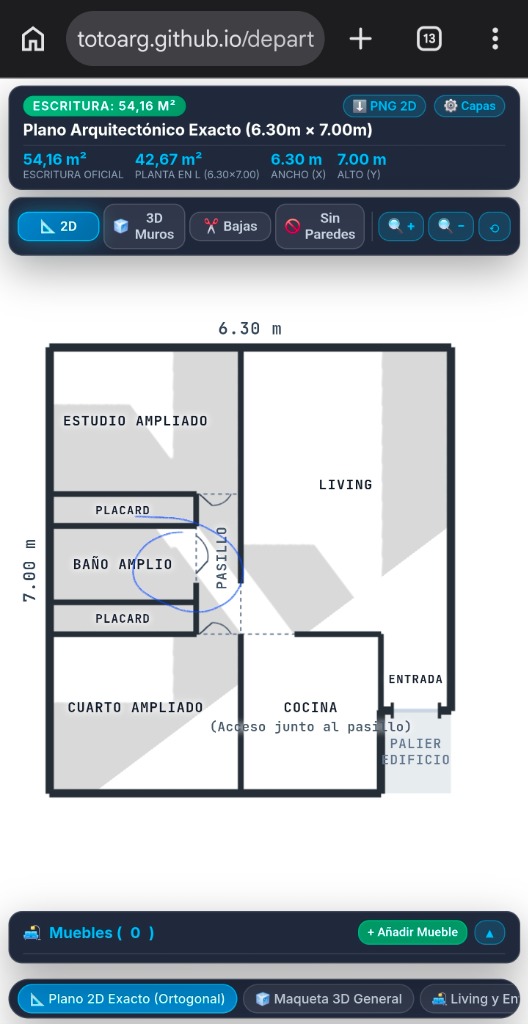 totoarg.github.io/depart
13
ESCRITURA: 54,16 M²
PNG 2D
Capas
Plano Arquitectónico Exacto (6.30m × 7.00m)
54,16 m²
ESCRITURA OFICIAL
42,67 m²
PLANTA EN L (6.30×7.00)
6.30 m
ANCHO (X)
7.00 m
ALTO (Y)
2D
3D
Muros
Bajas
Sin
Paredes
+
−
6.30 m
ESTUDIO AMPLIADO
LIVING
PLACARD
PASILLO
BAÑO AMPLIO
7.00 m
PLACARD
ENTRADA
CUARTO AMPLIADO
COCINA
(Acceso junto al pasillo)
PALIER
EDIFICIO
Muebles ( 0 )
+ Añadir Mueble
▲
Plano 2D Exacto (Ortogonal)
Maqueta 3D General
Living y En